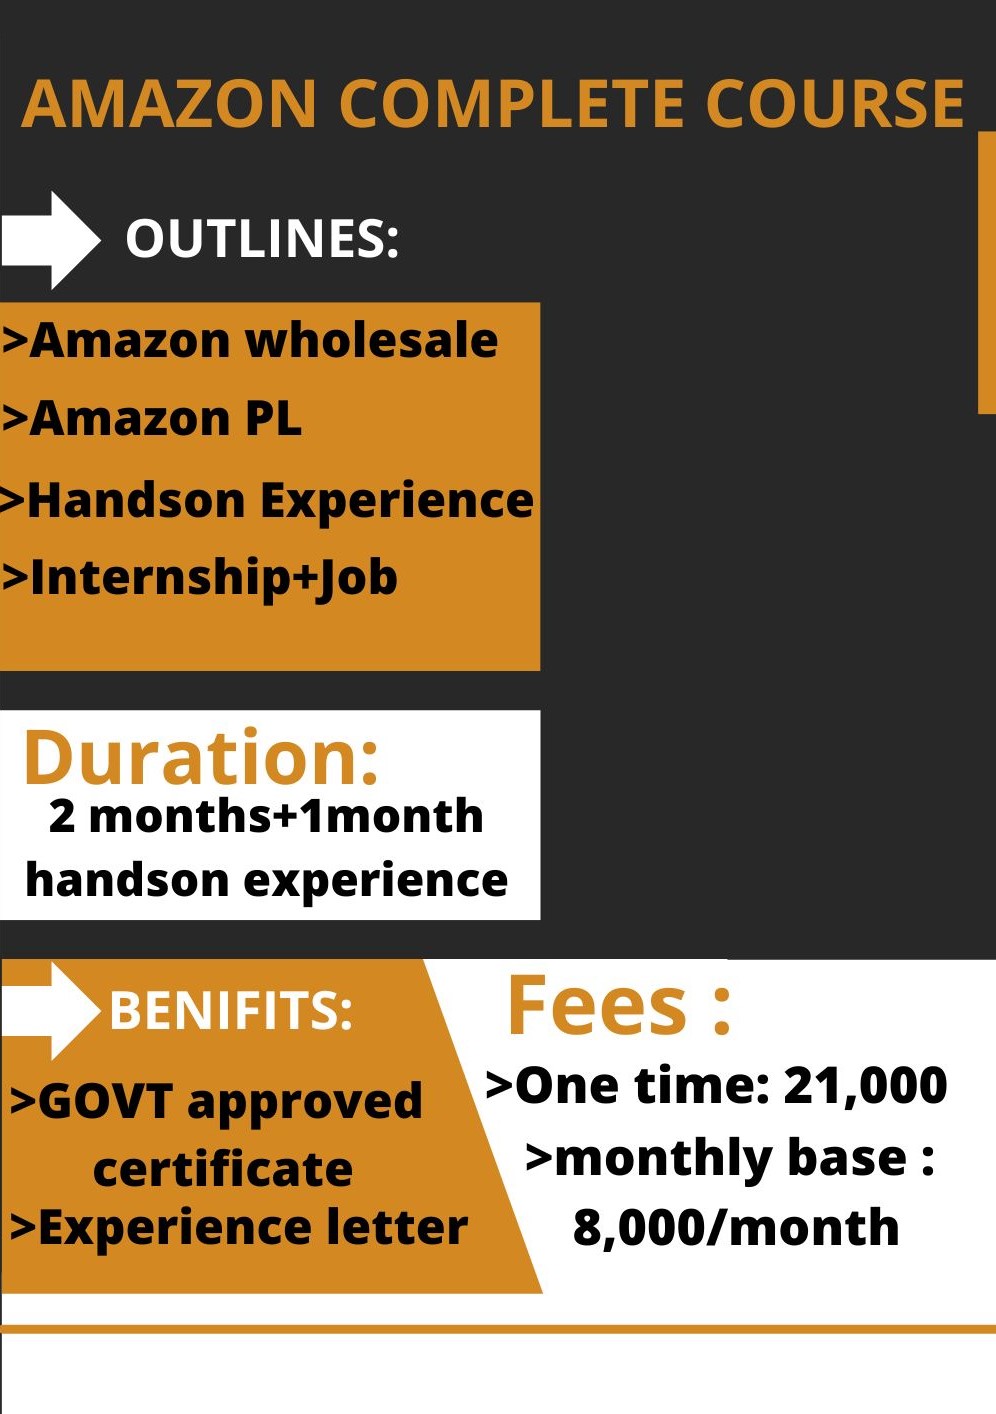 AMAZON COMPLETE COURSE
OUTLINES:
>Amazon wholesale
>Amazon PL
>Handson Experience
>Internship+Job
Duration:
2 months+1month
handson experience
BENIFITS:
>GOVT approved
certificate
>Experience letter
Fees :
>One time: 21,000
>monthly base :
8,000/month